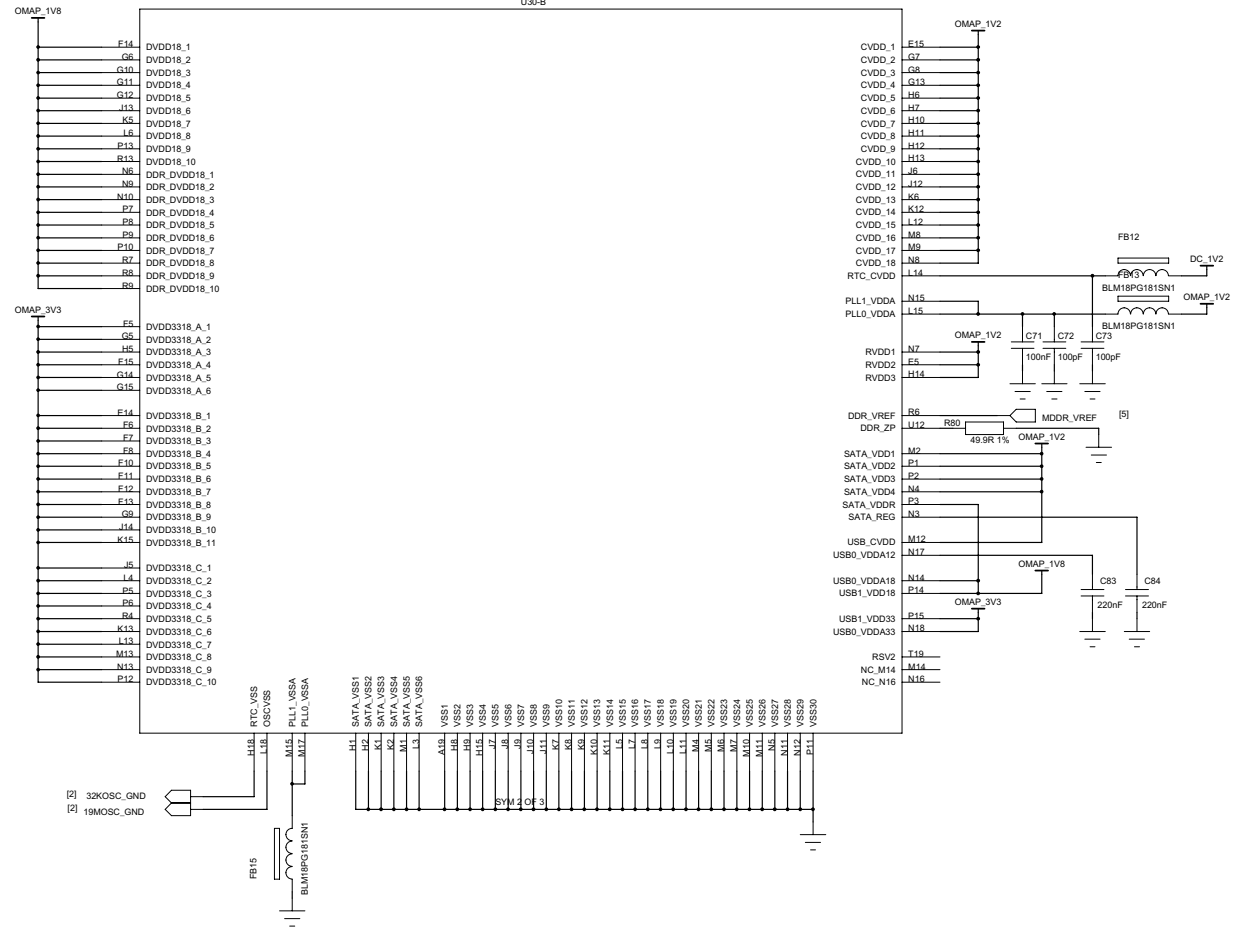 U30-B
OMAP_1V8
F14 DVDD18_1
G6 DVDD18_2
G10 DVDD18_3
G11 DVDD18_4
G12 DVDD18_5
J13 DVDD18_6
K5 DVDD18_7
L6 DVDD18_8
P13 DVDD18_9
R13 DVDD18_10
N6 DDR_DVDD18_1
N9 DDR_DVDD18_2
N10 DDR_DVDD18_3
P7 DDR_DVDD18_4
P8 DDR_DVDD18_5
P9 DDR_DVDD18_6
P10 DDR_DVDD18_7
R7 DDR_DVDD18_8
R8 DDR_DVDD18_9
R9 DDR_DVDD18_10
OMAP_3V3
F5 DVDD3318_A_1
G5 DVDD3318_A_2
H5 DVDD3318_A_3
F15 DVDD3318_A_4
G14 DVDD3318_A_5
G15 DVDD3318_A_6
DVDD3318_B_1
F6 DVDD3318_B_2
F7 DVDD3318_B_3
F8 DVDD3318_B_4
F10 DVDD3318_B_5
F11 DVDD3318_B_6
F12 DVDD3318_B_7
F13 DVDD3318_B_8
G9 DVDD3318_B_9
J14 DVDD3318_B_10
K15 DVDD3318_B_11
J5 DVDD3318_C_1
L4 DVDD3318_C_2
P5 DVDD3318_C_3
P6 DVDD3318_C_4
R4 DVDD3318_C_5
K13 DVDD3318_C_6
L13 DVDD3318_C_7
M13 DVDD3318_C_8
N13 DVDD3318_C_9
P12 DVDD3318_C_10
OMAP_1V2
CVDD_1 E15
CVDD_2 G7
CVDD_3 G8
CVDD_4 G13
CVDD_5 H6
CVDD_6 H7
CVDD_7 H10
CVDD_8 H11
CVDD_9 H12
CVDD_10 H13
CVDD_11 J6
CVDD_12 J12
CVDD_13 K6
CVDD_14 K12
CVDD_15 L12
CVDD_16 M8
CVDD_17 M9
CVDD_18 N8
RTC_CVDD L14
FB12
DC_1V2
FB13
BLM18PG181SN1
PLL1_VDDA N15
OMAP_1V2
PLL0_VDDA L15
BLM18PG181SN1
OMAP_1V2
C71 C72 C73
100nF 100pF 100pF
RVDD1 N7
RVDD2 E5
RVDD3 H14
DDR_VREF R6
MDDR_VREF [5]
DDR_ZP U12
R80
49.9R 1%
OMAP_1V2
SATA_VDD1 M2
SATA_VDD2 P1
SATA_VDD3 P2
SATA_VDD4 N4
SATA_VDDR P3
SATA_REG N3
USB_CVDD M12
USB0_VDDA12 N17
OMAP_1V8
USB0_VDDA18 N14
USB1_VDD18 P14
C83 C84
220nF 220nF
OMAP_3V3
USB1_VDD33 P15
USB0_VDDA33 N18
RSV2 T19
NC_M14 M14
NC_N16 N16
RTC_VSS H18
OSCVSS L18
PLL1_VSSA M15
PLL0_VSSA M17
SATA_VSS1 H1
SATA_VSS2 H2
SATA_VSS3 K1
SATA_VSS4 K2
SATA_VSS5 M1
SATA_VSS6 L3
VSS1 A19
VSS2 H8
VSS3 H9
VSS4 H15
VSS5 J7
VSS6 J8
VSS7 J9
VSS8 J10
VSS9 J11
VSS10 K7
VSS11 K8
VSS12 K9
VSS13 K10
VSS14 K11
VSS15 L5
VSS16 L7
VSS17 L8
VSS18 L9
VSS19 L10
VSS20 L11
VSS21 M4
VSS22 M5
VSS23 M6
VSS24 M7
VSS25 M10
VSS26 M11
VSS27 N5
VSS28 N11
VSS29 N12
VSS30 P11
SYM 2 OF 3
[2] 32KOSC_GND
[2] 19MOSC_GND
FB15
BLM18PG181SN1